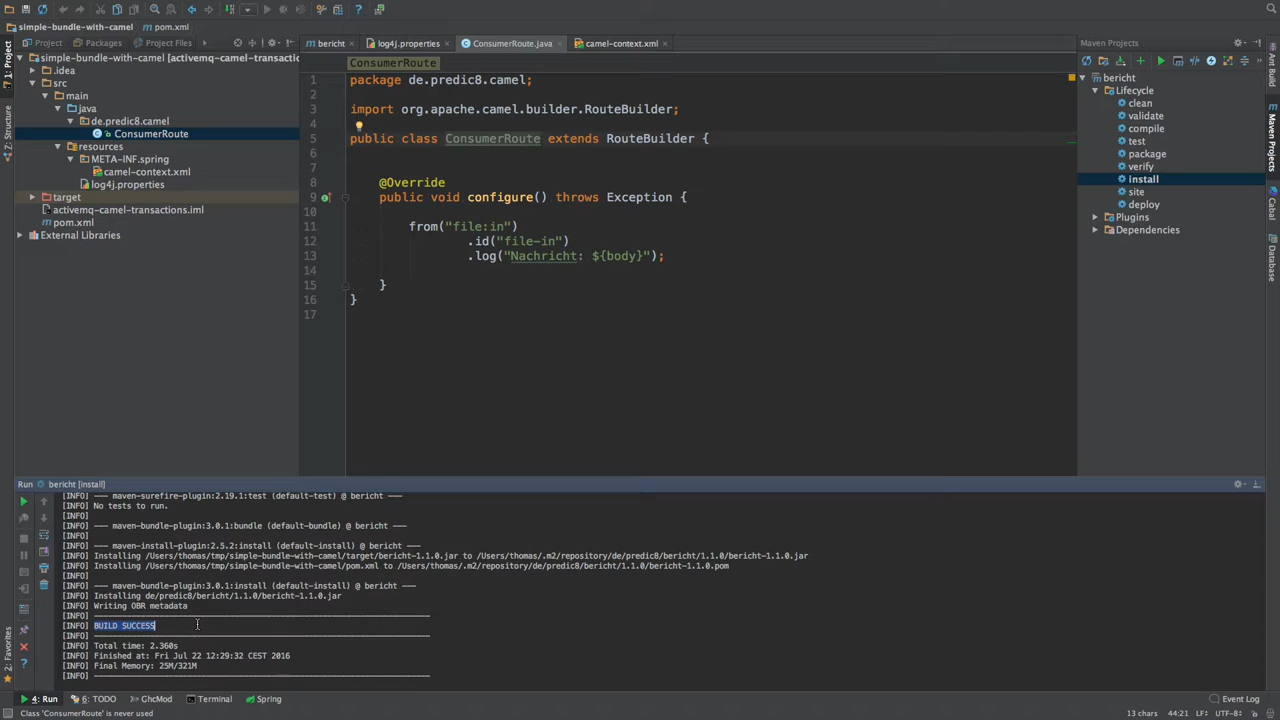 simple-bundle-with-camel pom.xml
Project Packages Project Files
bericht log4j.properties ConsumerRoute.java camel-context.xml
Maven Projects
simple-bundle-with-camel [activemq-camel-transactio
.idea
src
main
java
de.predic8.camel
ConsumerRoute
resources
META-INF.spring
camel-context.xml
log4j.properties
target
activemq-camel-transactions.iml
pom.xml
External Libraries
1: Project
7: Structure
2: Favorites
ConsumerRoute
1 package de.predic8.camel;
2
3 import org.apache.camel.builder.RouteBuilder;
4
5 public class ConsumerRoute extends RouteBuilder {
6
7
8 @Override
9 public void configure() throws Exception {
10
11 from("file:in")
12 .id("file-in")
13 .log("Nachricht: ${body}");
14
15 }
16 }
17
bericht
Lifecycle
clean
validate
compile
test
package
verify
install
site
deploy
Plugins
Dependencies
Ant Build
Maven Projects
Cabal
Database
Run bericht [install]
[INFO] --- maven-surefire-plugin:2.19.1:test (default-test) @ bericht ---
[INFO] No tests to run.
[INFO]
[INFO] --- maven-bundle-plugin:3.0.1:bundle (default-bundle) @ bericht ---
[INFO]
[INFO] --- maven-install-plugin:2.5.2:install (default-install) @ bericht ---
[INFO] Installing /Users/thomas/tmp/simple-bundle-with-camel/target/bericht-1.1.0.jar to /Users/thomas/.m2/repository/de/predic8/bericht/1.1.0/bericht-1.1.0.jar
[INFO] Installing /Users/thomas/tmp/simple-bundle-with-camel/pom.xml to /Users/thomas/.m2/repository/de/predic8/bericht/1.1.0/bericht-1.1.0.pom
[INFO]
[INFO] --- maven-bundle-plugin:3.0.1:install (default-install) @ bericht ---
[INFO] Installing de/predic8/bericht/1.1.0/bericht-1.1.0.jar
[INFO] Writing OBR metadata
[INFO] ------------------------------------------------------------------------
[INFO] BUILD SUCCESS
[INFO] ------------------------------------------------------------------------
[INFO] Total time: 2.360s
[INFO] Finished at: Fri Jul 22 12:29:32 CEST 2016
[INFO] Final Memory: 25M/321M
[INFO] ------------------------------------------------------------------------
4: Run 6: TODO GhcMod Terminal Spring Event Log
Class 'ConsumerRoute' is never used 13 chars 44:21 LF÷ UTF-8÷